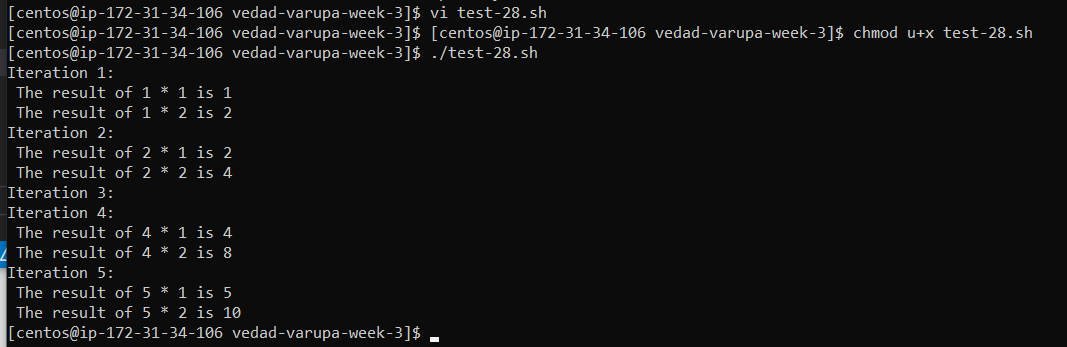 [centos@ip-172-31-34-106 vedad-varupa-week-3]$ vi test-28.sh
[centos@ip-172-31-34-106 vedad-varupa-week-3]$ [centos@ip-172-31-34-106 vedad-varupa-week-3]$ chmod u+x test-28.sh
[centos@ip-172-31-34-106 vedad-varupa-week-3]$ ./test-28.sh
Iteration 1:
 The result of 1 * 1 is 1
 The result of 1 * 2 is 2
Iteration 2:
 The result of 2 * 1 is 2
 The result of 2 * 2 is 4
Iteration 3:
Iteration 4:
 The result of 4 * 1 is 4
 The result of 4 * 2 is 8
Iteration 5:
 The result of 5 * 1 is 5
 The result of 5 * 2 is 10
[centos@ip-172-31-34-106 vedad-varupa-week-3]$